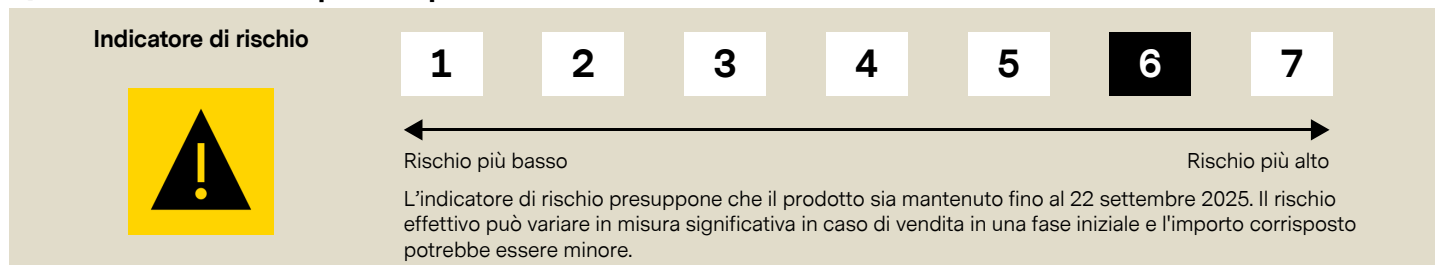 Indicatore di rischio
1 2 3 4 5 6 7
Rischio più basso Rischio più alto
L'indicatore di rischio presuppone che il prodotto sia mantenuto fino al 22 settembre 2025. Il rischio
effettivo può variare in misura significativa in caso di vendita in una fase iniziale e l'importo corrisposto
potrebbe essere minore.